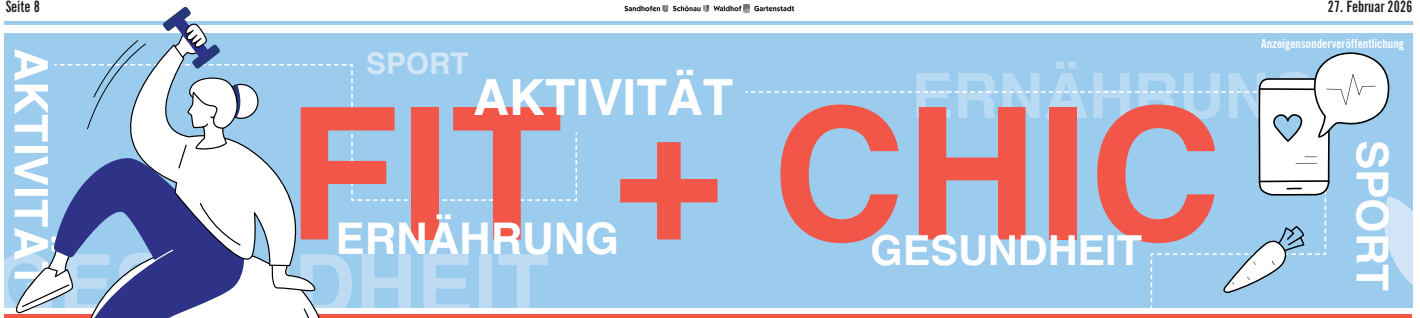 Seite 8
Sandhofen Schönau Waldhof Gartenstadt
27. Februar 2026
Anzeigensonderveröffentlichung
AKTIVITÄT
SPORT
AKTIVITÄT
ERNÄHRUNG
FIT + CHIC
ERNÄHRUNG
GESUNDHEIT
SPORT
GESUNDHEIT